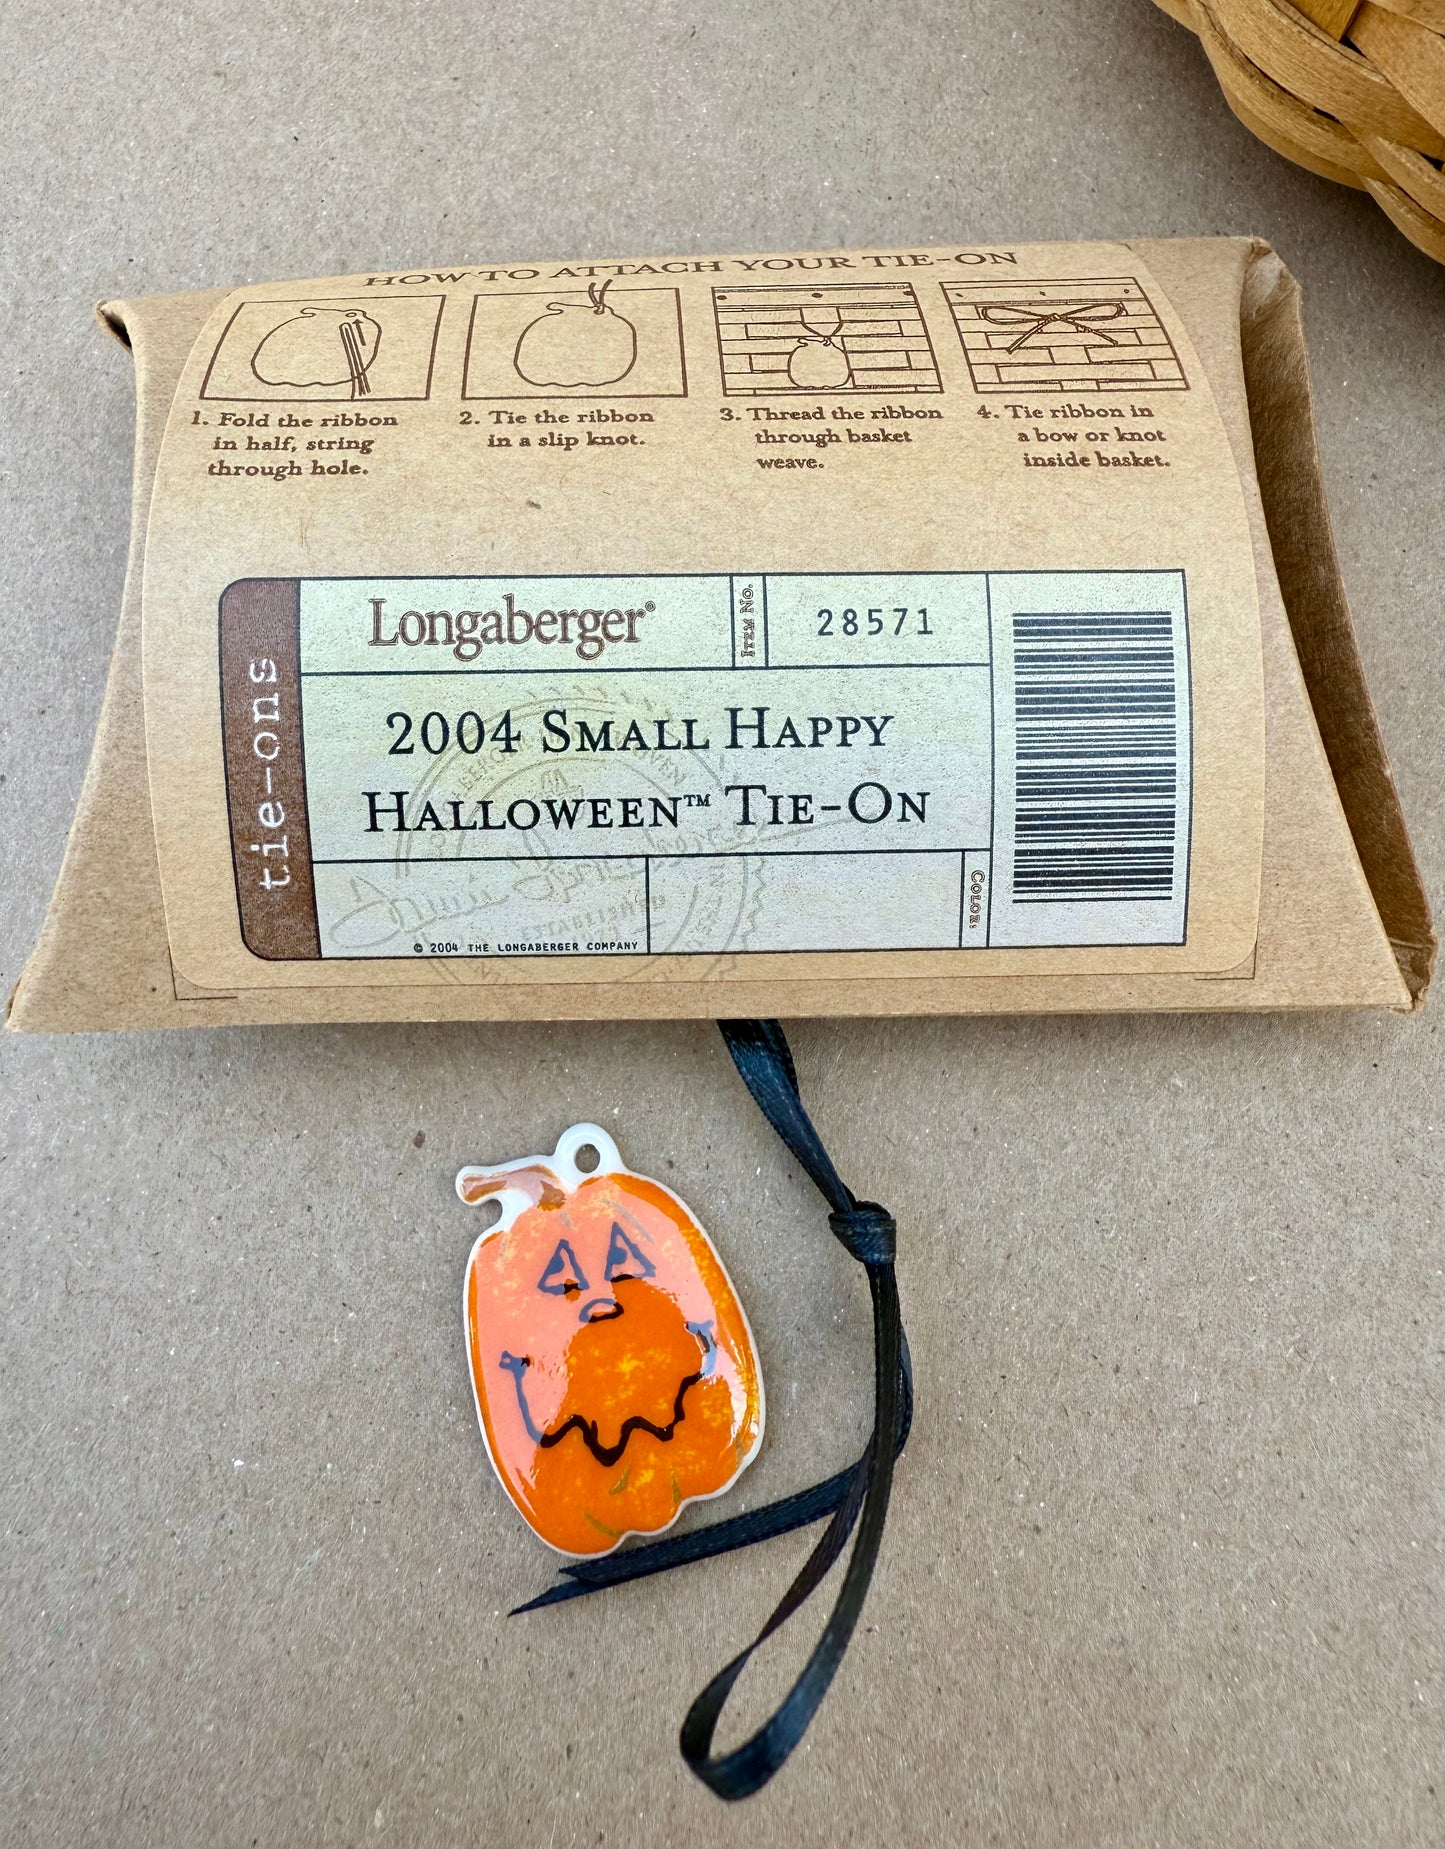 HOW TO ATTACH YOUR TIE-ON
1. Fold the ribbon
in half, string
through hole.
2. Tie the ribbon
in a slip knot.
3. Thread the ribbon
through basket
weave.
4. Tie ribbon in
a bow or knot
inside basket.
tie-ons
Longaberger®
ITEM NO.
28571
2004 SMALL HAPPY
HALLOWEEN™ TIE-ON
© 2004 THE LONGABERGER COMPANY
COLOR: